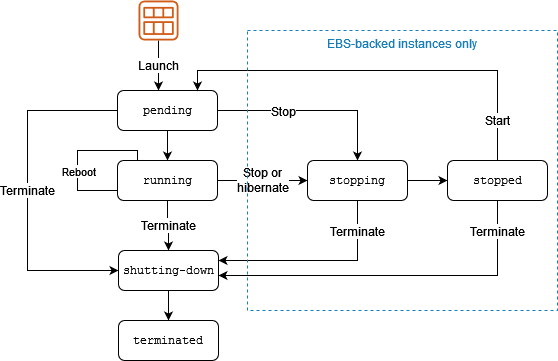 EBS-backed instances only
Launch
pending
Stop
Start
Reboot
running
Stop or
hibernate
stopping
stopped
Terminate
Terminate
Terminate
Terminate
shutting-down
terminated